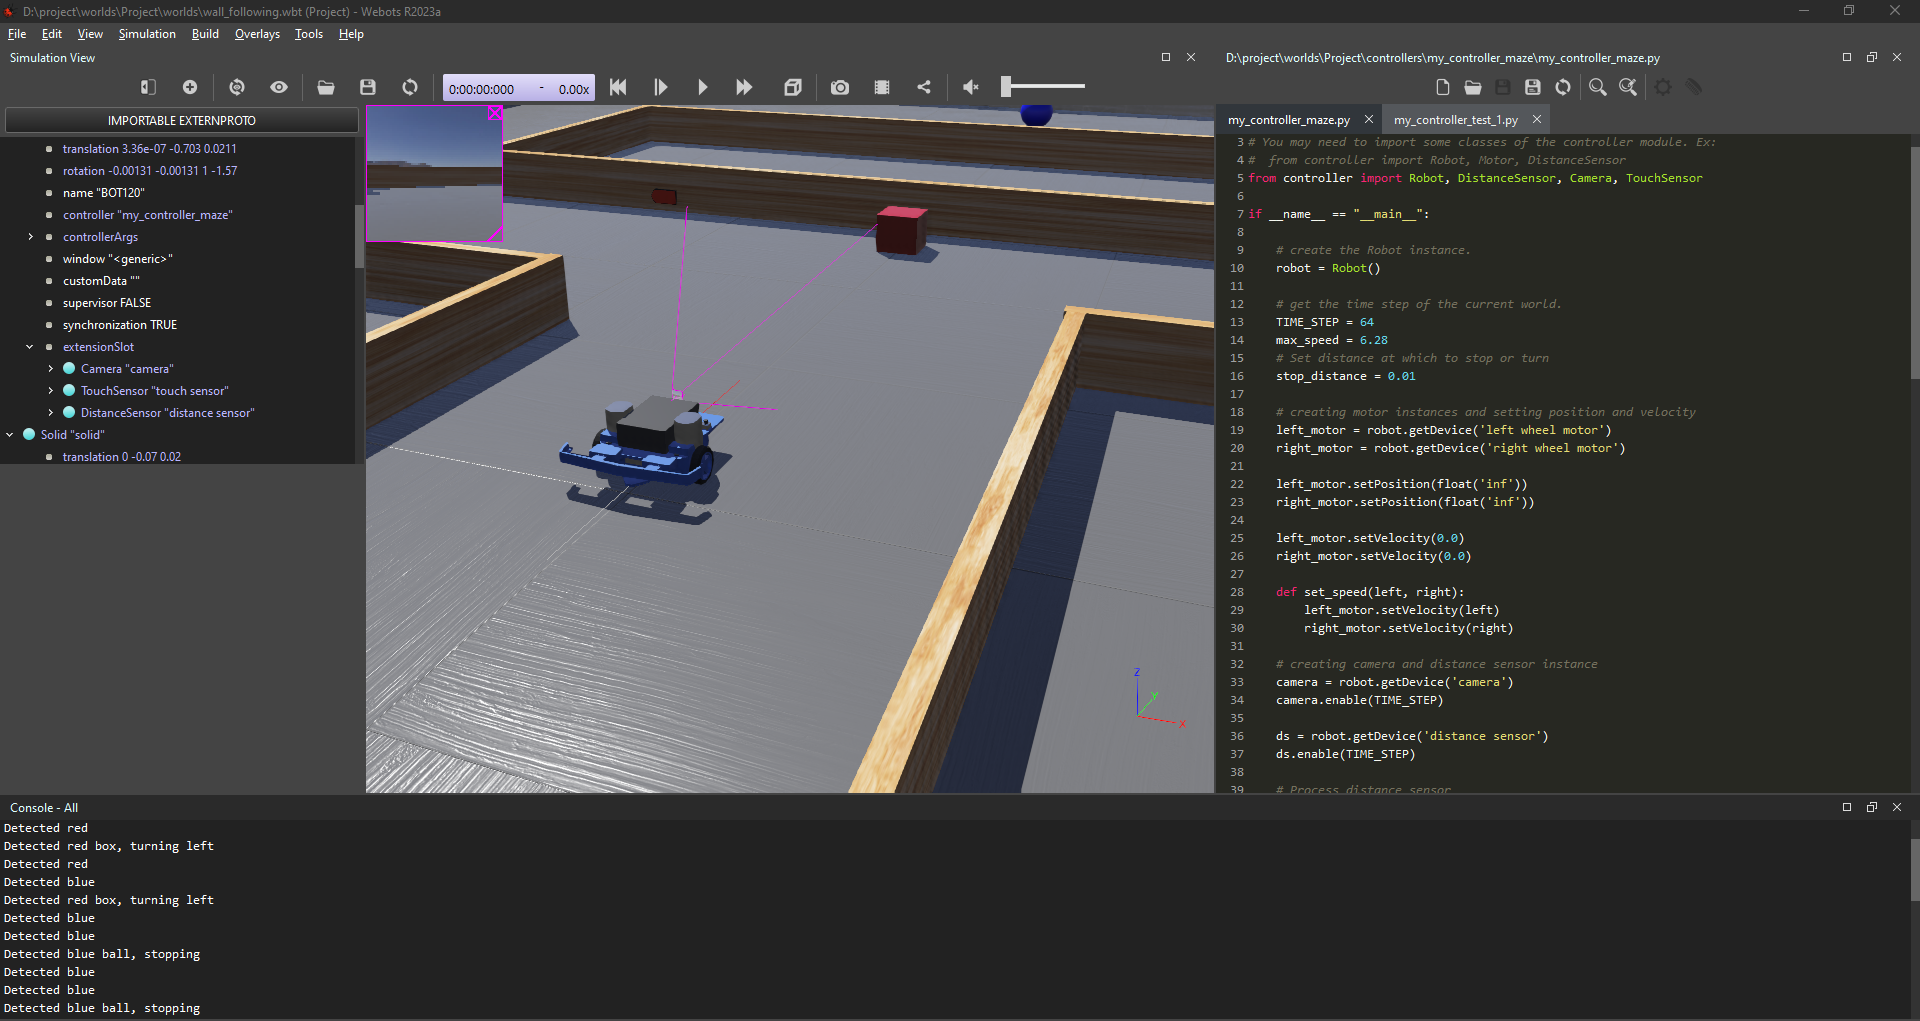 D:\project\worlds\Project\worlds\wall_following.wbt (Project) - Webots R2023a
File Edit View Simulation Build Overlays Tools Help
Simulation View
0:00:00:000 - 0.00x
IMPORTABLE EXTERNPROTO
translation 3.36e-07 -0.703 0.0211
rotation -0.00131 -0.00131 1 -1.57
name "BOT120"
controller "my_controller_maze"
controllerArgs
window "<generic>"
customData ""
supervisor FALSE
synchronization TRUE
extensionSlot
Camera "camera"
TouchSensor "touch sensor"
DistanceSensor "distance sensor"
Solid "solid"
translation 0 -0.07 0.02
Z
Y
X
D:\project\worlds\Project\controllers\my_controller_maze\my_controller_maze.py
my_controller_maze.py my_controller_test_1.py
3 # You may need to import some classes of the controller module. Ex:
4 #  from controller import Robot, Motor, DistanceSensor
5 from controller import Robot, DistanceSensor, Camera, TouchSensor
6
7 if __name__ == "__main__":
8
9     # create the Robot instance.
10     robot = Robot()
11
12     # get the time step of the current world.
13     TIME_STEP = 64
14     max_speed = 6.28
15     # Set distance at which to stop or turn
16     stop_distance = 0.01
17
18     # creating motor instances and setting position and velocity
19     left_motor = robot.getDevice('left wheel motor')
20     right_motor = robot.getDevice('right wheel motor')
21
22     left_motor.setPosition(float('inf'))
23     right_motor.setPosition(float('inf'))
24
25     left_motor.setVelocity(0.0)
26     right_motor.setVelocity(0.0)
27
28     def set_speed(left, right):
29         left_motor.setVelocity(left)
30         right_motor.setVelocity(right)
31
32     # creating camera and distance sensor instance
33     camera = robot.getDevice('camera')
34     camera.enable(TIME_STEP)
35
36     ds = robot.getDevice('distance sensor')
37     ds.enable(TIME_STEP)
38
39     # Process distance sensor
Console - All
Detected red
Detected red box, turning left
Detected red
Detected blue
Detected red box, turning left
Detected blue
Detected blue
Detected blue ball, stopping
Detected blue
Detected blue
Detected blue ball, stopping